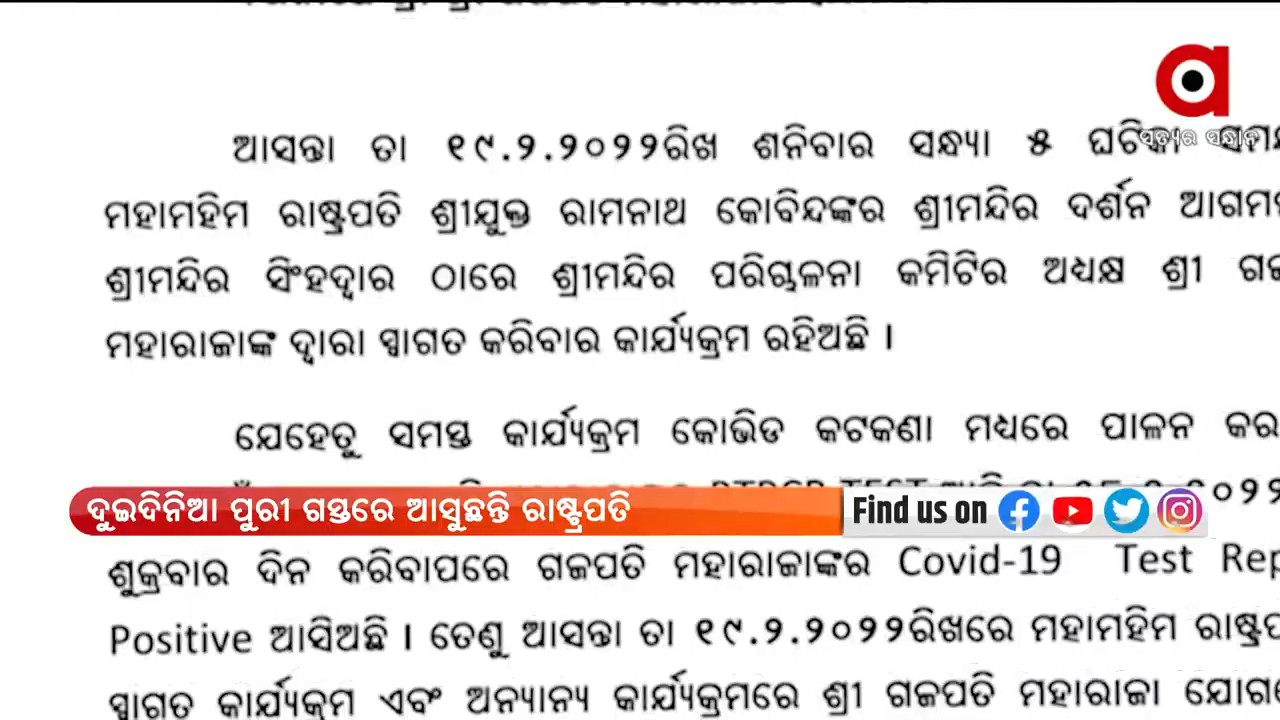 ଆସନ୍ତା ତା ୧୯.୨.୨୦୨୨ରିଖ ଶନିବାର ସନ୍ଧ୍ୟା ୫
ସତ୍ୟର ସନ୍ଧାନ
ମହାମହିମ ରାଷ୍ଟ୍ରପତି ଶ୍ରୀଯୁକ୍ତ ରାମନାଥ କୋବିନ୍ଦଙ୍କର ଶ୍ରୀମନ୍ଦିର ଦର୍ଶନ
ଶ୍ରୀମନ୍ଦିର ସିଂହଦ୍ୱାର ଠାରେ ଶ୍ରୀମନ୍ଦିର ପରିଚାଳନା କମିଟିର ଅଧ୍ୟକ୍ଷ ଶ୍ରୀ
ମହାରାଜାଙ୍କ ଦ୍ୱାରା ସ୍ୱାଗତ କରିବାର କାର୍ଯ୍ୟକ୍ରମ ରହିଅଛି ।
ଯେହେତୁ ସମସ୍ତ କାର୍ଯ୍ୟକ୍ରମ କୋଭିଡ କଟକଣା ମଧ୍ୟରେ ପାଳନ
ଦୁଇଦିନିଆ ପୁରୀ ଗସ୍ତରେ ଆସୁଛନ୍ତି ରାଷ୍ଟ୍ରପତି Find us on
ଶୁକ୍ରବାର ଦିନ କରିବାପରେ ଗଜପତି ମହାରାଜାଙ୍କର Covid-19 Test Rep
Positive ଆସିଅଛି । ତେଣୁ ଆସନ୍ତା ତା ୧୯.୨.୨୦୨୨ରିଖରେ ମହାମହିମ
ସ୍ୱାଗତ କାର୍ଯ୍ୟକ୍ରମ ଏବଂ ଅନ୍ୟାନ୍ୟ କାର୍ଯ୍ୟକ୍ରମରେ ଶ୍ରୀ ଗଜପତି ମହାରାଜା